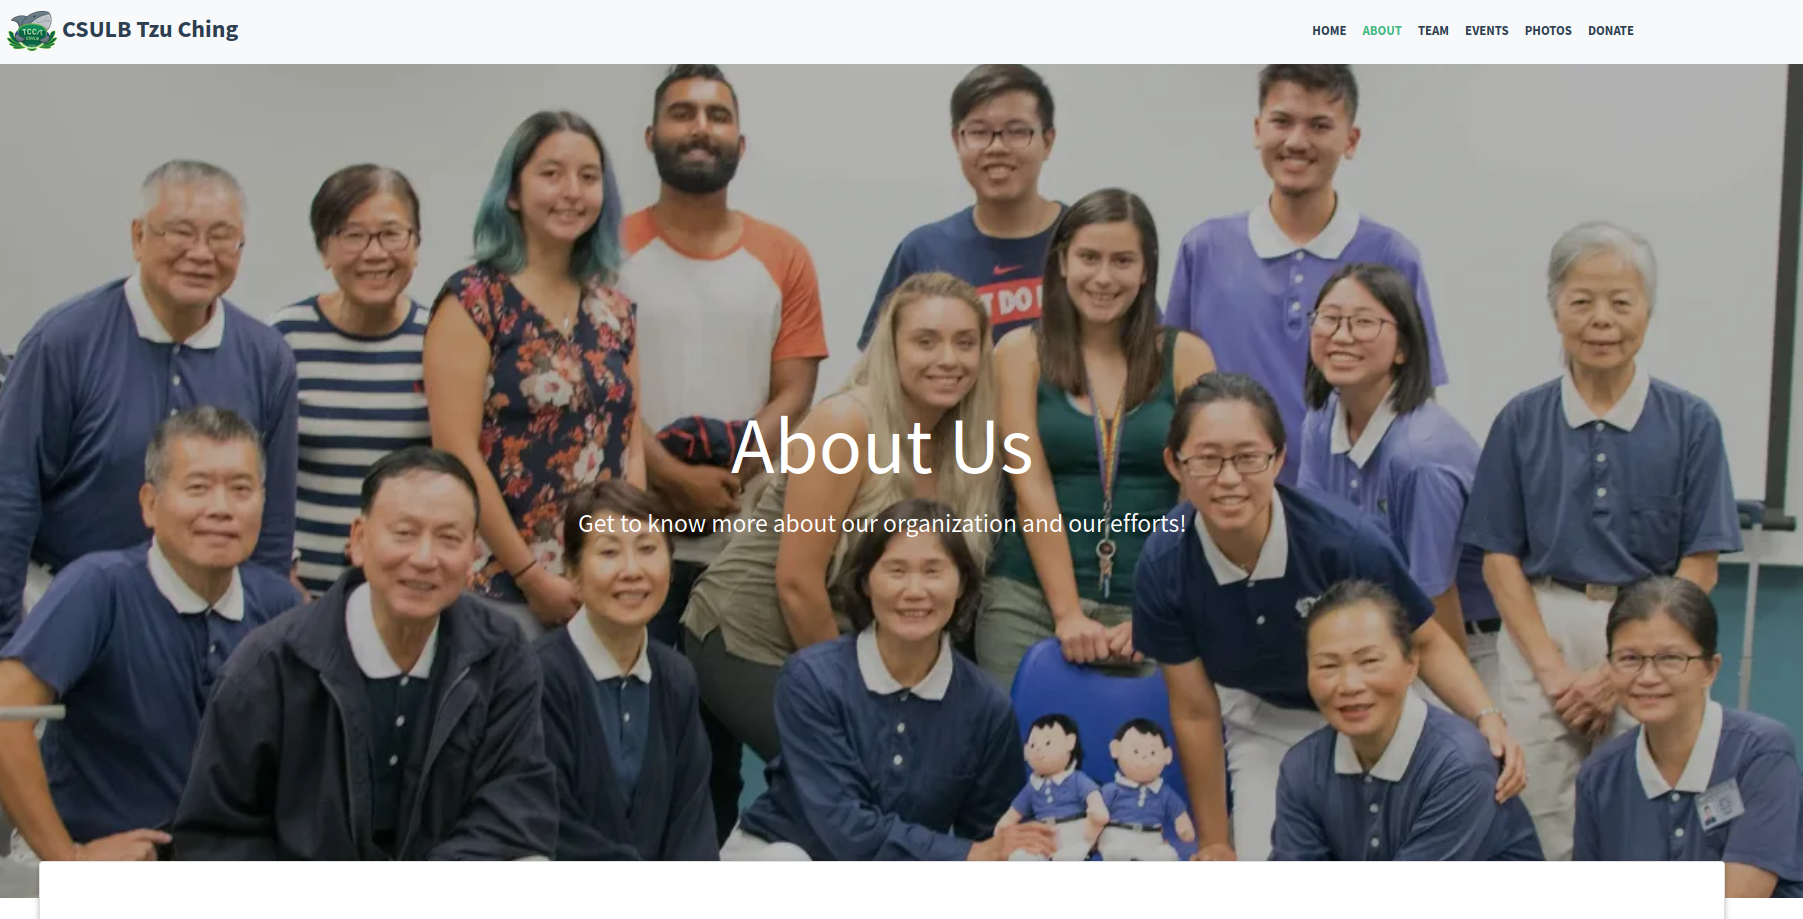 TCCA
CSULB
CSULB Tzu Ching
HOME ABOUT TEAM EVENTS PHOTOS DONATE
T DO
About Us
Get to know more about our organization and our efforts!